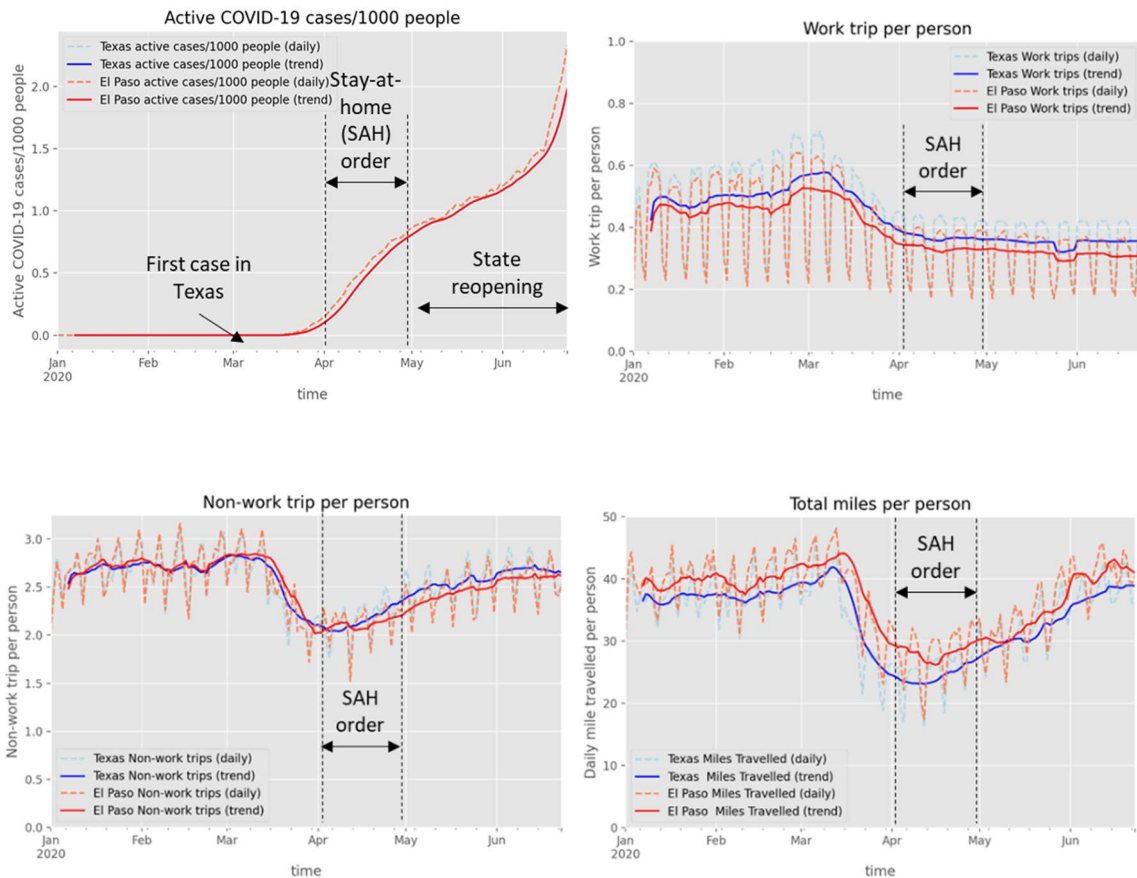 Active COVID-19 cases/1000 people
Texas active cases/1000 people (daily)
Texas active cases/1000 people (trend)
El Paso active cases/1000 people (daily)
El Paso active cases/1000 people (trend)
Stay-at-
home
(SAH)
order
First case in
Texas
State
reopening
Active COVID-19 cases/1000 people
2.0
1.5
1.0
0.5
0.0
Jan
2020
Feb
Mar
Apr
May
Jun
time
Work trip per person
Texas Work trips (daily)
Texas Work trips (trend)
El Paso Work trips (daily)
El Paso Work trips (trend)
SAH
order
Work trip per person
1.0
0.8
0.6
0.4
0.2
0.0
Jan
2020
Feb
Mar
Apr
May
Jun
time
Non-work trip per person
Non-work trip per person
3.0
2.5
2.0
1.5
1.0
0.5
0.0
SAH
order
Texas Non-work trips (daily)
Texas Non-work trips (trend)
El Paso Non-work trips (daily)
El Paso Non-work trips (trend)
Jan
2020
Feb
Mar
Apr
May
Jun
time
Total miles per person
SAH
order
Daily mile travelled per person
50
40
30
20
10
0
Texas Miles Travelled (daily)
Texas  Miles Travelled (trend)
El Paso Miles Travelled (daily)
El Paso  Miles Travelled (trend)
Jan
2020
Feb
Mar
Apr
May
Jun
time